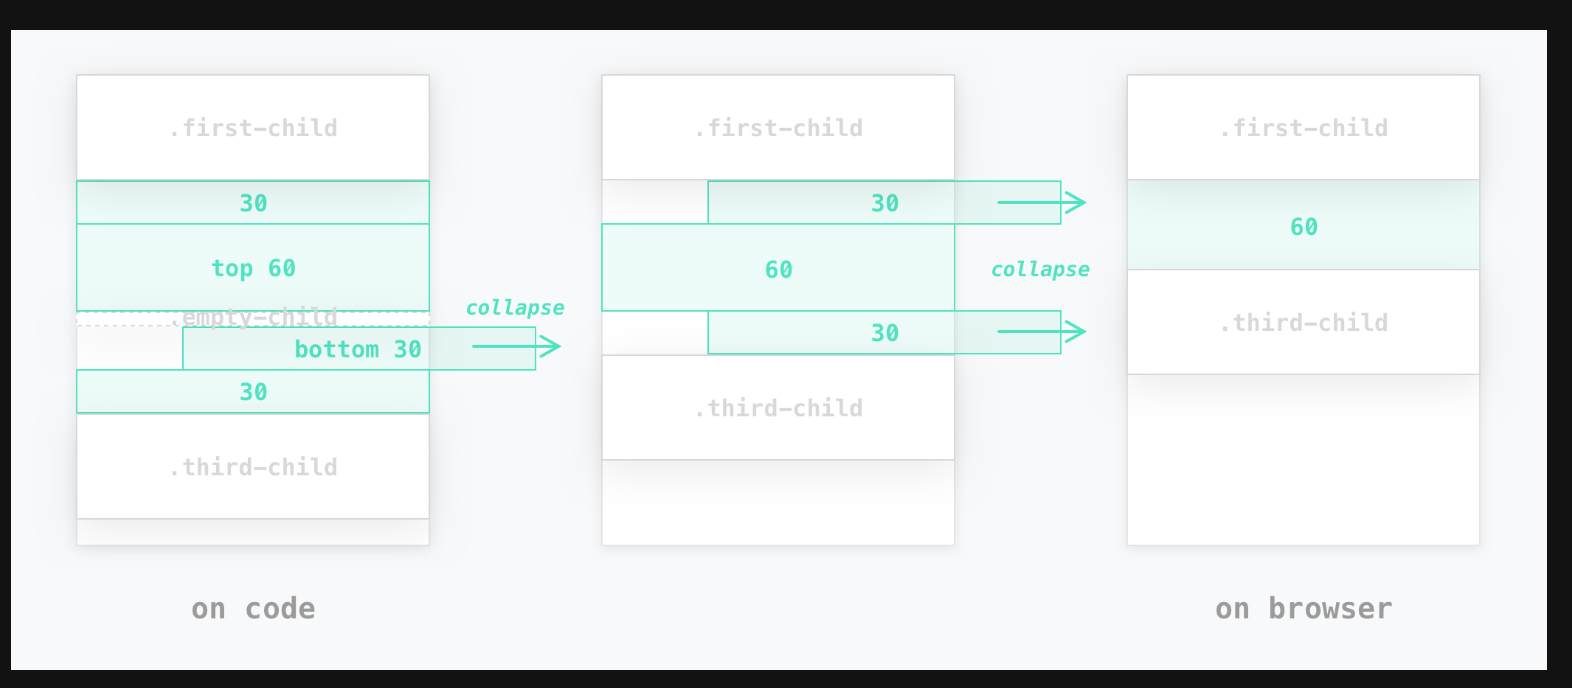 .first-child
30
top 60
.empty-child
bottom 30
30
.third-child
on code
collapse
.first-child
30
60
30
.third-child
collapse
.first-child
60
.third-child
on browser